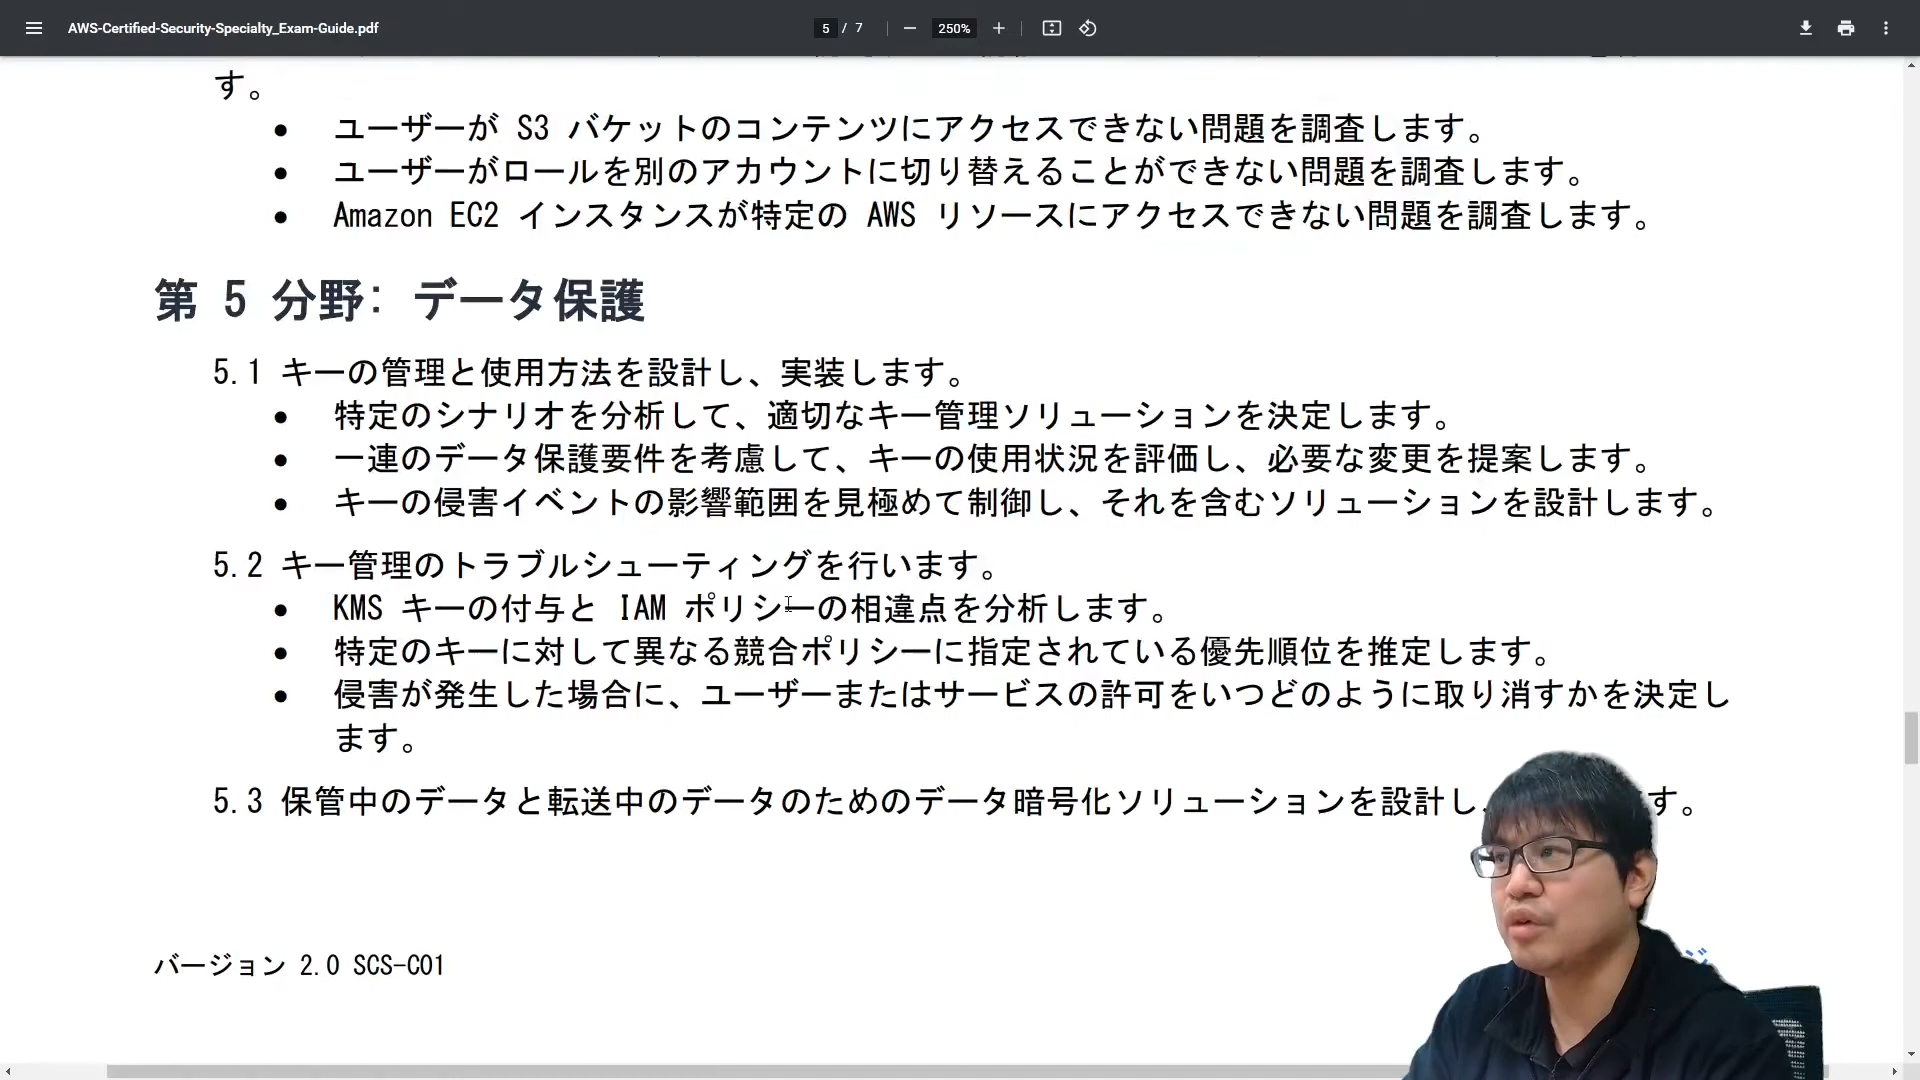 AWS-Certified-Security-Specialty_Exam-Guide.pdf
5 / 7
250%
す。
● ユーザーが S3 バケットのコンテンツにアクセスできない問題を調査します。
● ユーザーがロールを別のアカウントに切り替えることができない問題を調査します。
● Amazon EC2 インスタンスが特定の AWS リソースにアクセスできない問題を調査します。
第 5 分野: データ保護
5.1 キーの管理と使用方法を設計し、実装します。
● 特定のシナリオを分析して、適切なキー管理ソリューションを決定します。
● 一連のデータ保護要件を考慮して、キーの使用状況を評価し、必要な変更を提案します。
● キーの侵害イベントの影響範囲を見極めて制御し、それを含むソリューションを設計します。
5.2 キー管理のトラブルシューティングを行います。
● KMS キーの付与と IAM ポリシーの相違点を分析します。
● 特定のキーに対して異なる競合ポリシーに指定されている優先順位を推定します。
● 侵害が発生した場合に、ユーザーまたはサービスの許可をいつどのように取り消すかを決定し
ます。
5.3 保管中のデータと転送中のデータのためのデータ暗号化ソリューションを設計し、 す。
バージョン 2.0 SCS-C01